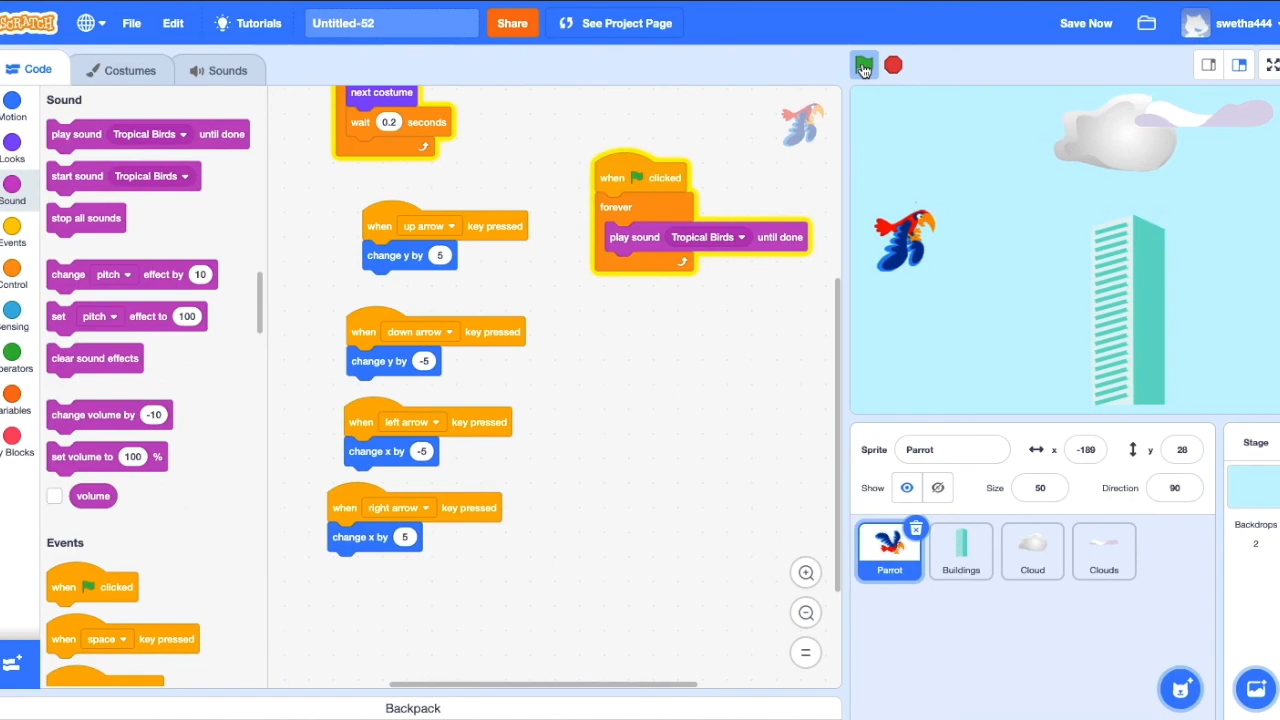 SCRATCH
File
Edit
Tutorials
Untitled-52
Share
See Project Page
Save Now
swetha444
Code
Costumes
Sounds
Motion
Looks
Sound
Events
Control
Sensing
perators
ariables
y Blocks
Sound
play sound Tropical Birds until done
start sound Tropical Birds
stop all sounds
change pitch effect by 10
set pitch effect to 100
clear sound effects
change volume by -10
set volume to 100 %
volume
Events
when clicked
when space key pressed
next costume
wait 0.2 seconds
when up arrow key pressed
change y by 5
when down arrow key pressed
change y by -5
when left arrow key pressed
change x by -5
when right arrow key pressed
change x by 5
when clicked
forever
play sound Tropical Birds until done
Sprite Parrot x -189 y 28
Show Size 50 Direction 90
Parrot
Buildings
Cloud
Clouds
Stage
Backdrops
2
Backpack